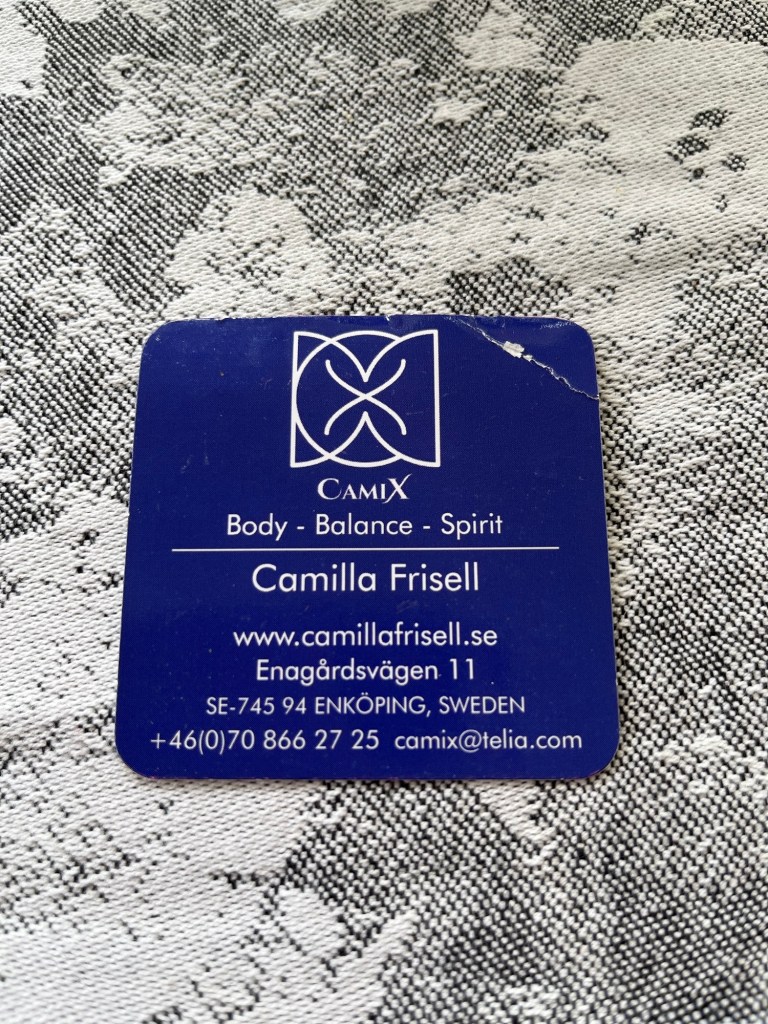 CAMIX
Body - Balance - Spirit
Camilla Frisell
www.camillafrisell.se
Enagårdsvägen 11
SE-745 94 ENKÖPING, SWEDEN
+46(0)70 866 27 25 camix@telia.com